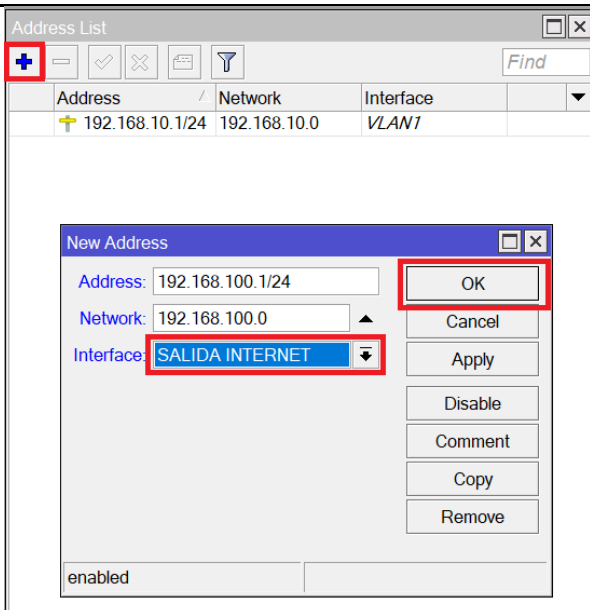 Address List
Find
Address Network Interface
192.168.10.1/24 192.168.10.0 VLAN1
New Address
Address: 192.168.100.1/24 OK
Network: 192.168.100.0 Cancel
Interface: SALIDA INTERNET Apply
Disable
Comment
Copy
Remove
enabled